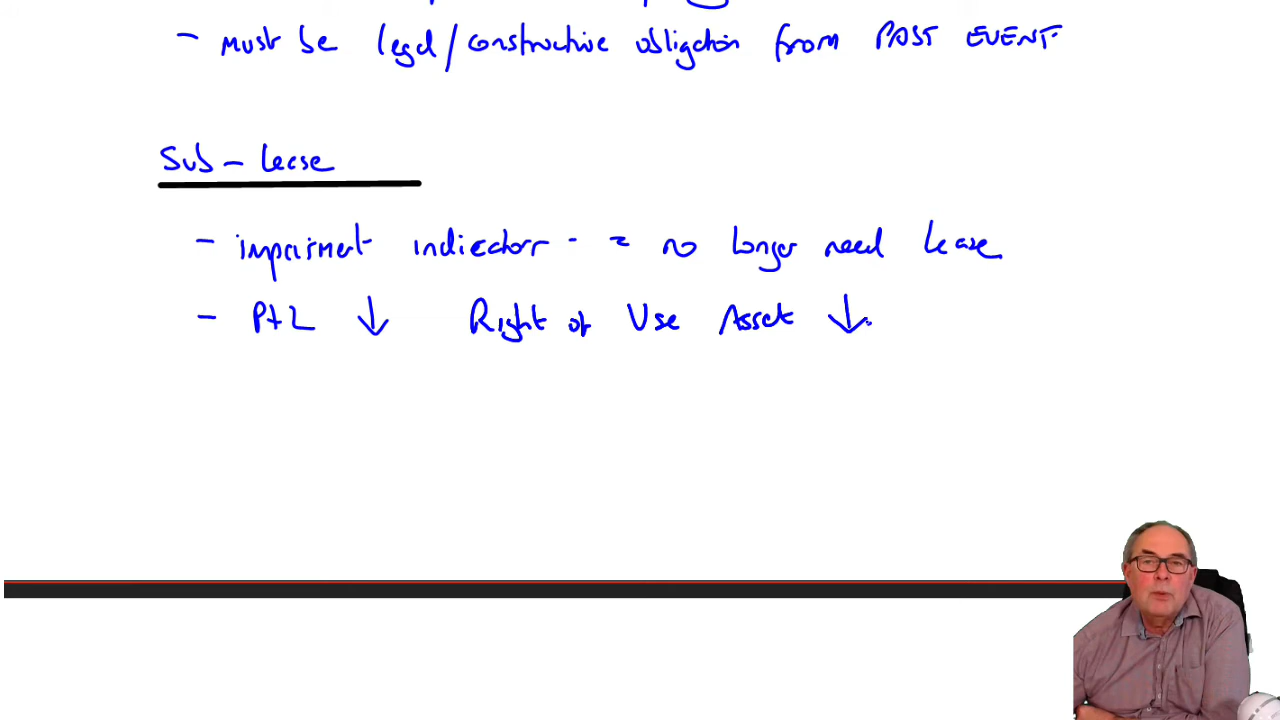 - must be legal/constructive obligation from PAST EVENT
Sub - lease
- impairment indicator - = no longer need lease
- P+L ↓ Right of Use Asset ↓